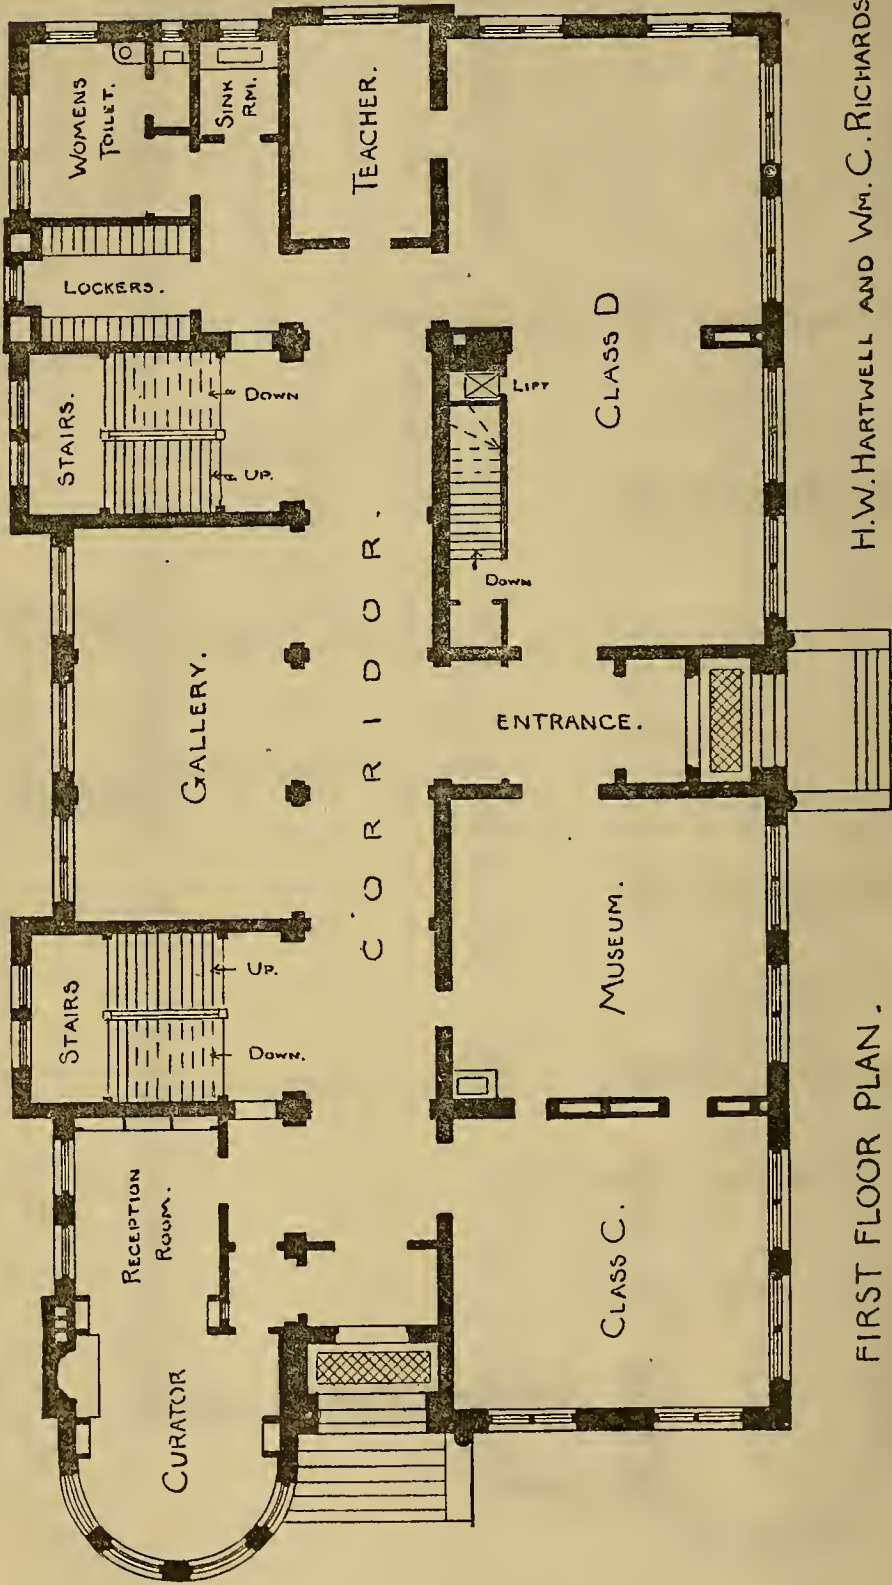 WOMENS
TOILET.
SINK
RM.
TEACHER.
LOCKERS.
STAIRS.
DOWN
UP.
LIFT
CLASS D
DOWN
GALLERY.
CORRIDOR.
ENTRANCE.
STAIRS
UP.
DOWN.
MUSEUM.
RECEPTION
ROOM.
CURATOR
CLASS C.
FIRST FLOOR PLAN.
H.W. HARTWELL AND WM. C. RICHARDS